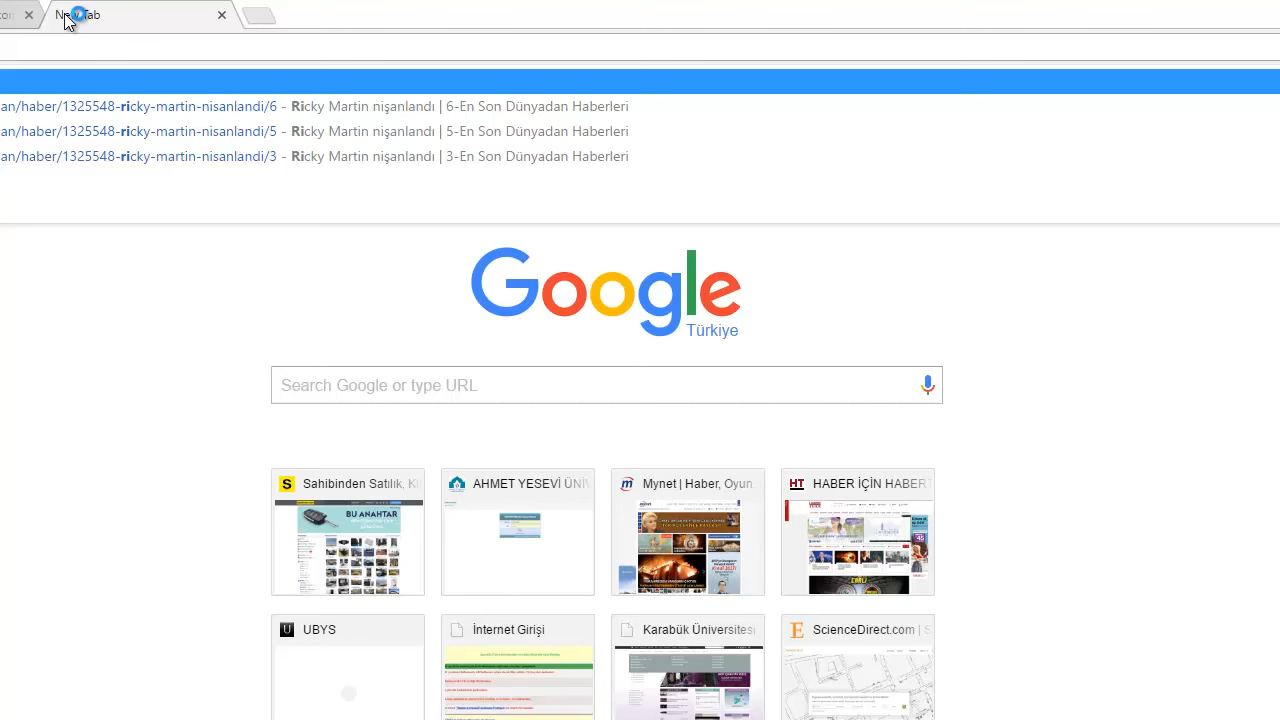 New Tab
an/haber/1325548-ricky-martin-nisanlandi/6 - Ricky Martin nişanlandı | 6-En Son Dünyadan Haberleri
an/haber/1325548-ricky-martin-nisanlandi/5 - Ricky Martin nişanlandı | 5-En Son Dünyadan Haberleri
an/haber/1325548-ricky-martin-nisanlandi/3 - Ricky Martin nişanlandı | 3-En Son Dünyadan Haberleri
Google
Türkiye
Search Google or type URL
Sahibinden Satılık, Ki
AHMET YESEVİ ÜNİV
Mynet | Haber, Oyun,
HT HABER İÇİN HABERT
BU ANAHTAR
U UBYS
İnternet Girişi
Karabük Üniversitesi
ScienceDirect.com | S